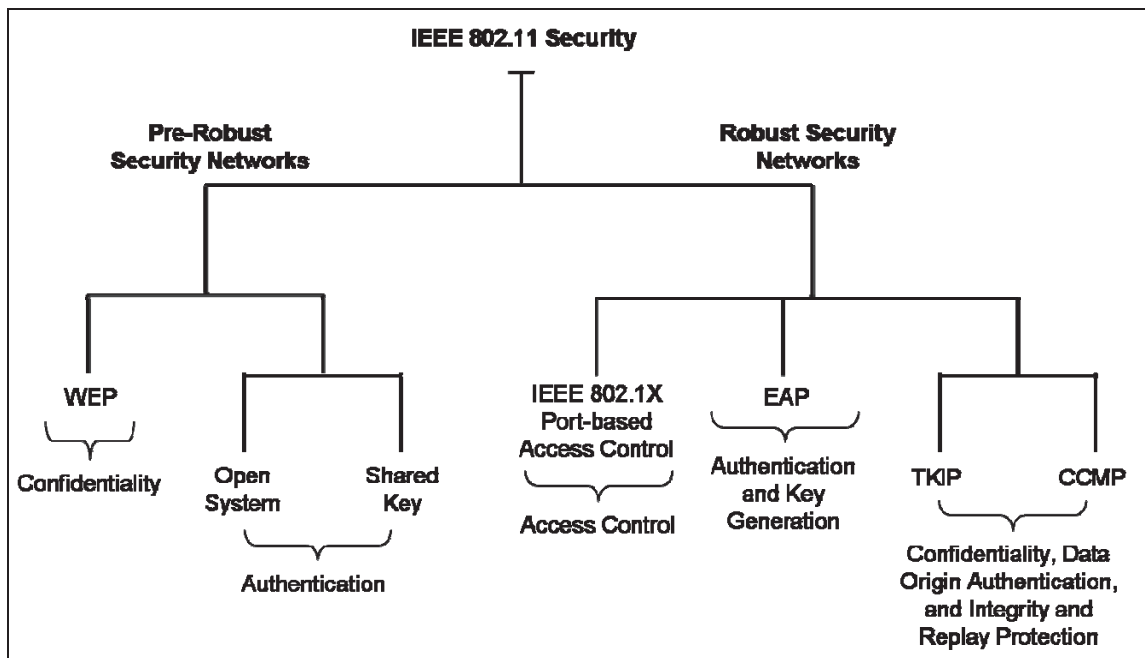 IEEE 802.11 Security
Pre-Robust
Security Networks
Robust Security
Networks
WEP
Confidentiality
Open
System
Shared
Key
Authentication
IEEE 802.1X
Port-based
Access Control
Access Control
EAP
Authentication
and Key
Generation
TKIP
CCMP
Confidentiality, Data
Origin Authentication,
and Integrity and
Replay Protection